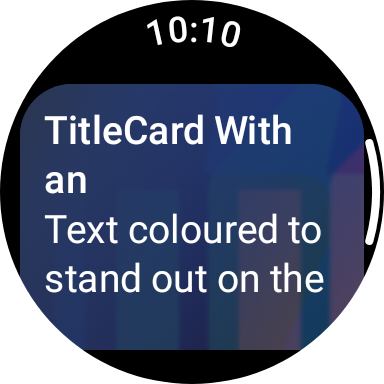 10:10
TitleCard With
an
Text coloured to
stand out on the